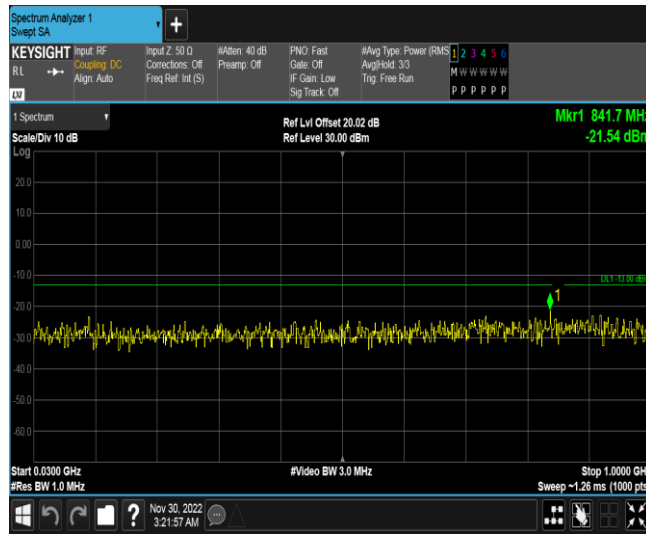 Spectrum Analyzer 1
Swept SA
KEYSIGHT
RL
LXI
Input: RF
Coupling: DC
Align: Auto
Input Z: 50 Ω
Corrections: Off
Freq Ref: Int (S)
#Atten: 40 dB
Preamp: Off
PNO: Fast
Gate: Off
IF Gain: Low
Sig Track: Off
#Avg Type: Power (RMS
Avg|Hold: 3/3
Trig: Free Run
1 2 3 4 5 6
M W W W W W
P P P P P P
1 Spectrum
Scale/Div 10 dB
Log
Ref Lvl Offset 20.02 dB
Ref Level 30.00 dBm
Mkr1 841.7 MHz
-21.54 dBm
20.0
10.0
0.00
-10.0
DL1 -13.00 dBm
1
-20.0
-30.0
-40.0
-50.0
-60.0
Start 0.0300 GHz
#Res BW 1.0 MHz
#Video BW 3.0 MHz
Stop 1.0000 GH
Sweep ~1.26 ms (1000 pts
?
Nov 30, 2022
3:21:57 AM